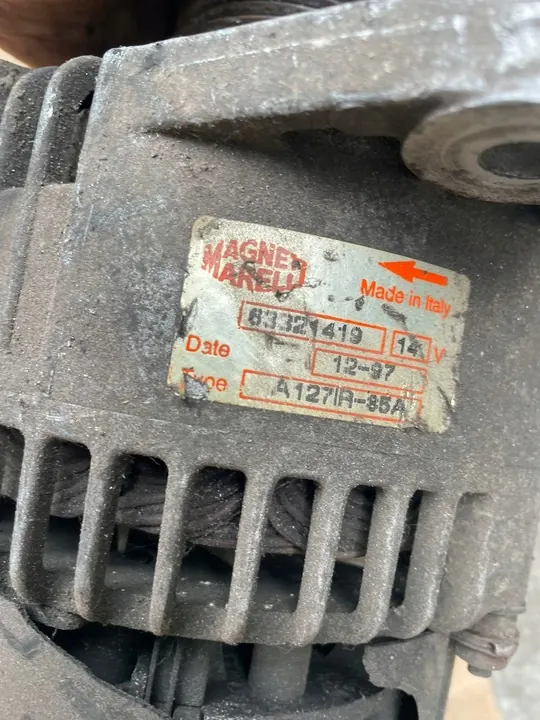 MAGNETI
MARELLI
Made in Italy
63321419 14 V
Date 12-97
Type A127IR-85A